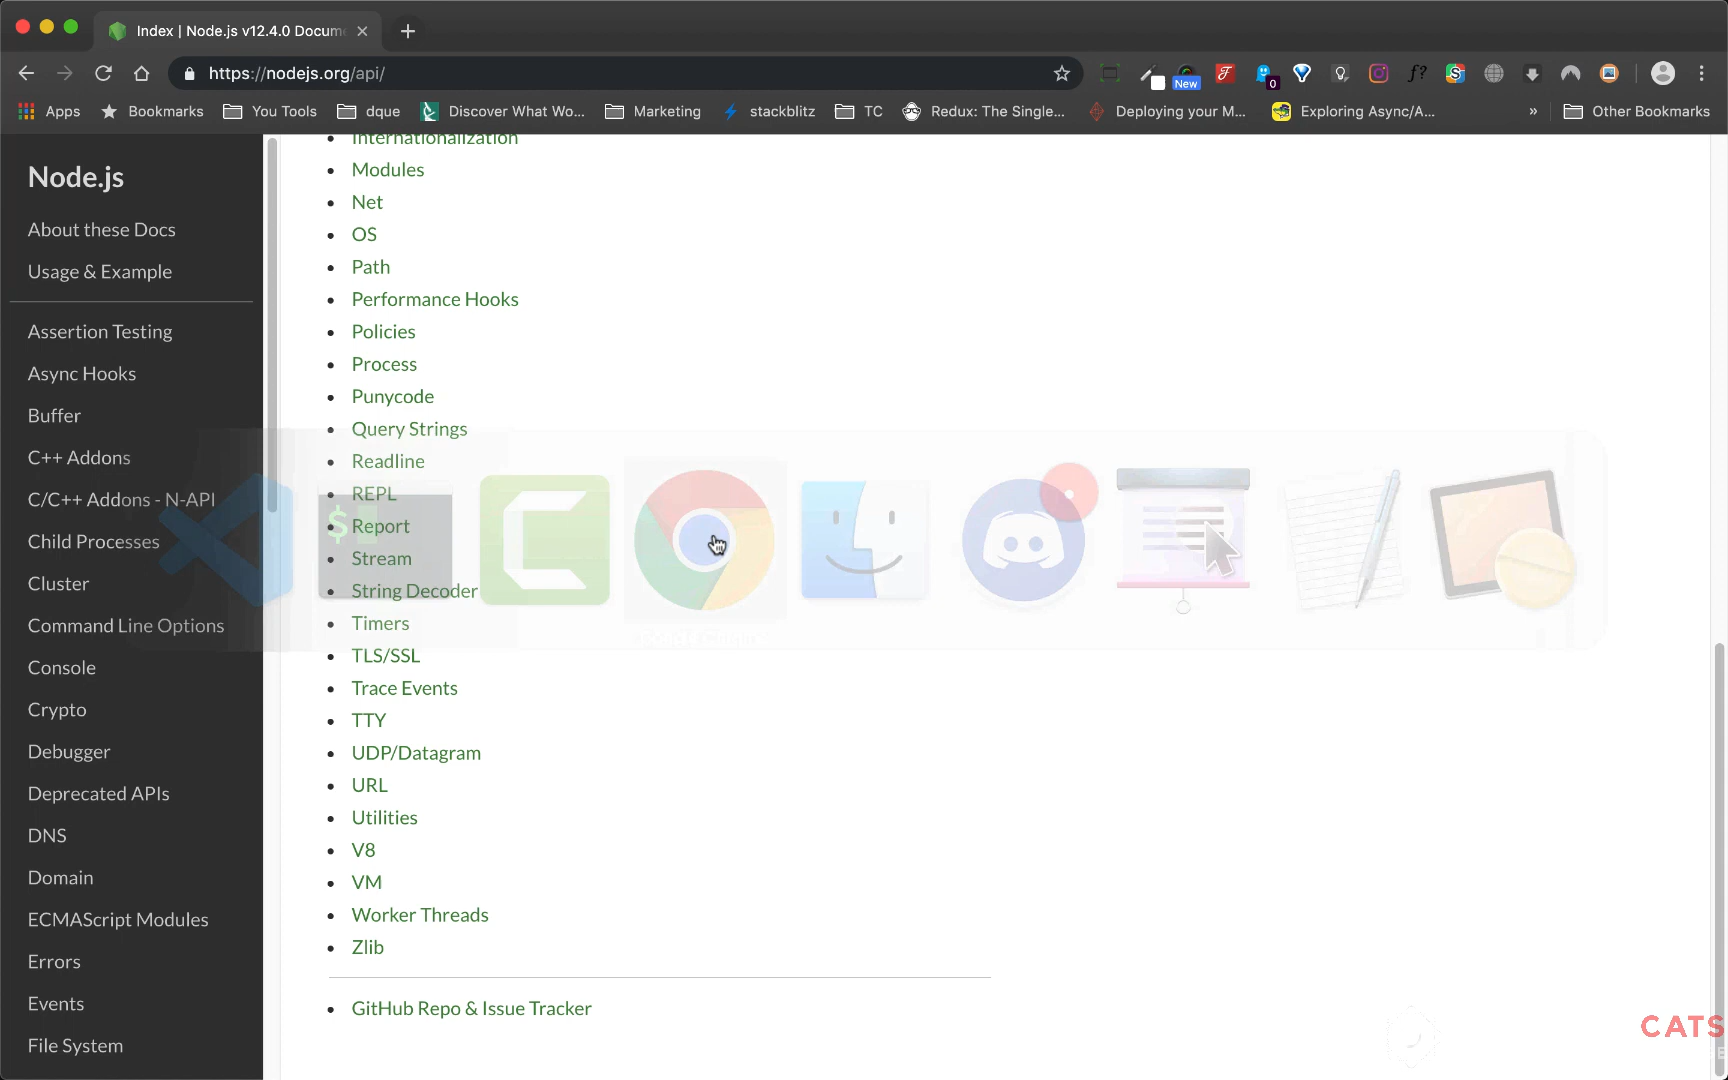 Index | Node.js v12.4.0 Docum
https://nodejs.org/api/
f?
New
0
Apps
Bookmarks
You Tools
dque
Discover What Wo...
Marketing
stackblitz
TC
Redux: The Single...
Deploying your M...
Exploring Async/A...
»
Other Bookmarks
Node.js
About these Docs
Usage & Example
Assertion Testing
Async Hooks
Buffer
C++ Addons
C/C++ Addons - N-API
Child Processes
Cluster
Command Line Options
Console
Crypto
Debugger
Deprecated APIs
DNS
Domain
ECMAScript Modules
Errors
Events
File System
Internationalization
Modules
Net
OS
Path
Performance Hooks
Policies
Process
Punycode
Query Strings
Readline
REPL
Report
Stream
String Decoder
Timers
TLS/SSL
Trace Events
TTY
UDP/Datagram
URL
Utilities
V8
VM
Worker Threads
Zlib
GitHub Repo & Issue Tracker
$
CATS